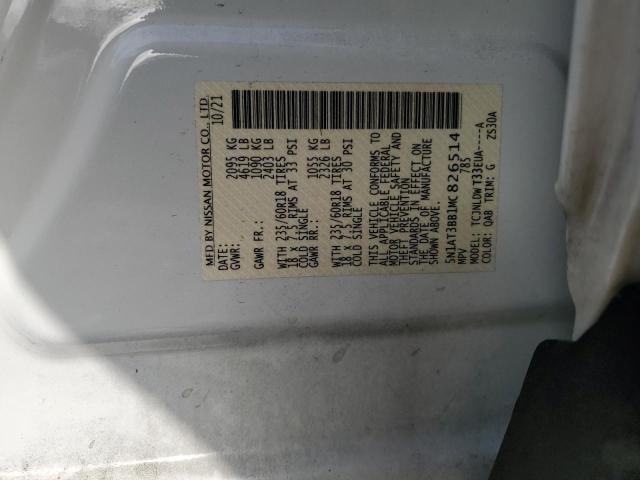 MFD BY NISSAN MOTOR CO., LTD
DATE: 10/21
GVWR: 2095 KG
4619 LB
GAWR FR.: 1090 KG
2403 LB
WITH 235/60R18 TIRES
18 X 7.5 RIMS AT 33 PSI
COLD SINGLE
GAWR RR.: 1055 KG
2326 LB
WITH 235/60R18 TIRES
18 X 7.5 RIMS AT 30 PSI
COLD SINGLE
THIS VEHICLE CONFORMS TO
ALL APPLICABLE FEDERAL
MOTOR VEHICLE SAFETY AND
THEFT PREVENTION
STANDARDS IN EFFECT ON
THE DATE OF MANUFACTURE
SHOWN ABOVE.
5N1AT3BB1MC826514
MPV 785
MODEL: TC3NLDWT33EUA----A
COLOR: QAB TRIM: G ZS30A